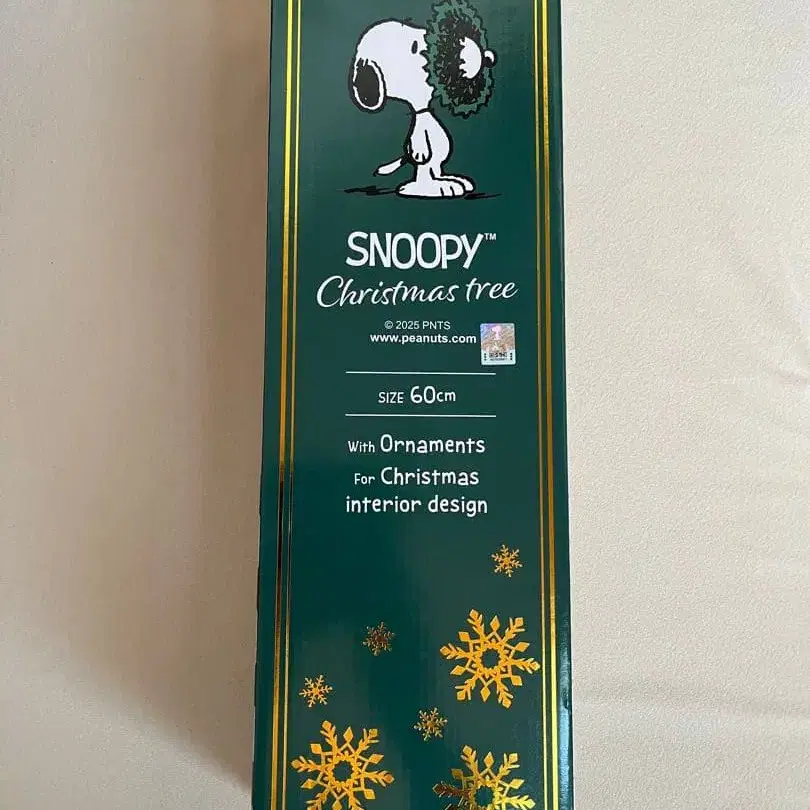 SNOOPY™
Christmas tree
© 2025 PNTS
www.peanuts.com
SIZE 60cm
With Ornaments
For Christmas
interior design